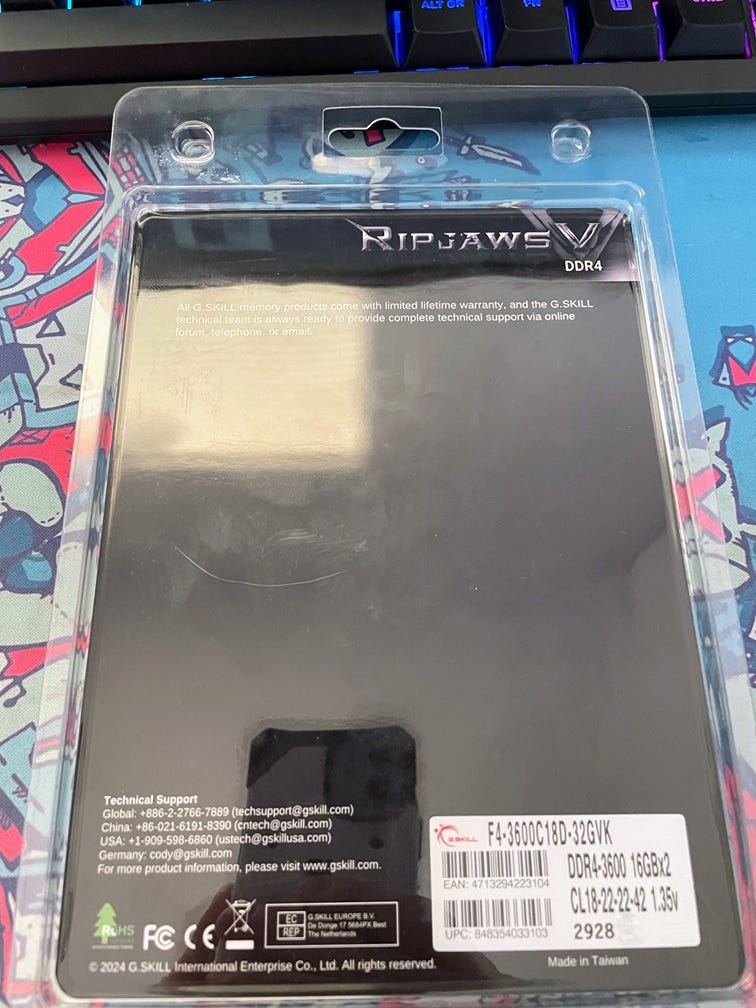 ALT GR
FN
CTRL
RIPJAWS V
DDR4
All G.SKILL memory products come with limited lifetime warranty, and the G.SKILL
technical team is always ready to provide complete technical support via online
forum, telephone, or email.
Technical Support
Global: +886-2-2766-7889 (techsupport@gskill.com)
China: +86-021-6191-8390 (cntech@gskill.com)
USA: +1-909-598-6860 (ustech@gskillusa.com)
Germany: cody@gskill.com
For more product information, please visit www.gskill.com.
RoHS
FC CE
EC
REP
G.SKILL EUROPE B.V.
De Donge 17 5684PX Best
The Netherlands
© 2024 G.SKILL International Enterprise Co., Ltd. All rights reserved.
G.SKILL
F4-3600C18D-32GVK
DDR4-3600 16GBx2
EAN: 4713294223104
CL18-22-22-42 1.35v
UPC: 848354033103
2928
Made in Taiwan